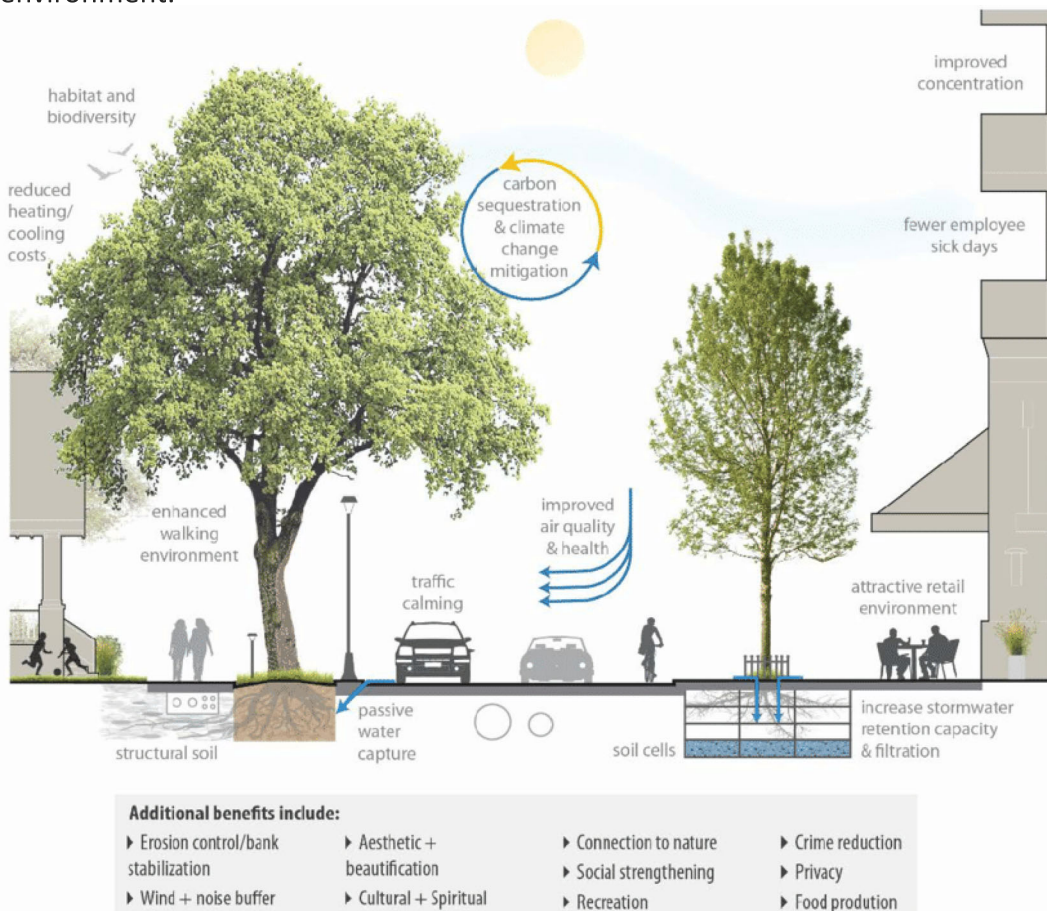 environment.
habitat and
biodiversity
reduced
heating/
cooling
costs
carbon
sequestration
& climate
change
mitigation
improved
concentration
fewer employee
sick days
enhanced
walking
environment
traffic
calming
improved
air quality
& health
attractive retail
environment
structural soil
passive
water
capture
soil cells
increase stormwater
retention capacity
& filtration
Additional benefits include:
Erosion control/bank
stabilization
Wind + noise buffer
Aesthetic +
beautification
Cultural + Spiritual
Connection to nature
Social strengthening
Recreation
Crime reduction
Privacy
Food prodution